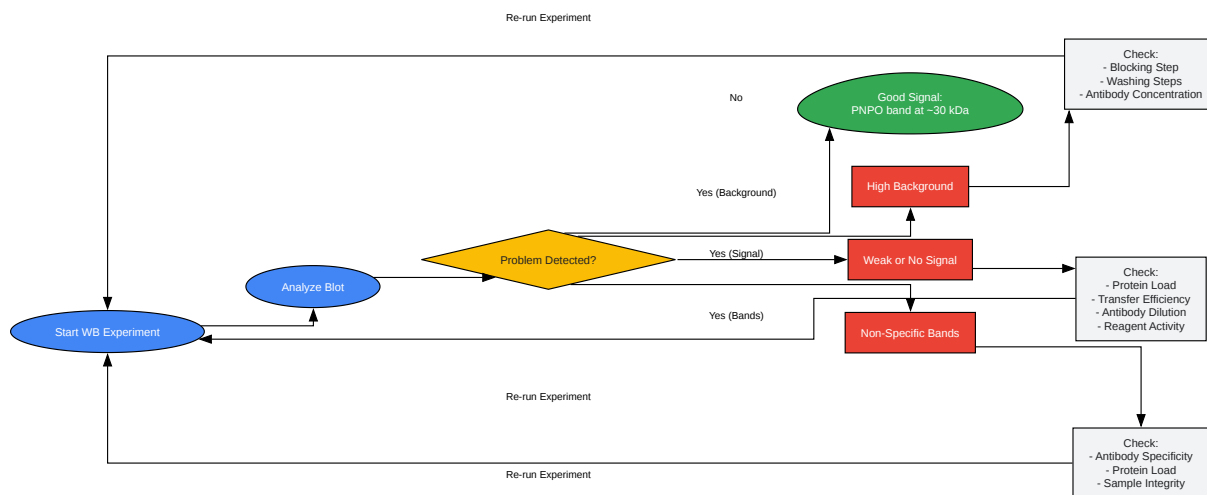 Re-run Experiment
Check:
- Blocking Step
- Washing Steps
- Antibody Concentration
No
Good Signal:
PNPO band at ~30 kDa
Yes (Background)
High Background
Problem Detected?
Yes (Signal)
Weak or No Signal
Analyze Blot
Check:
- Protein Load
- Transfer Efficiency
- Antibody Dilution
- Reagent Activity
Start WB Experiment
Yes (Bands)
Non-Specific Bands
Re-run Experiment
Check:
- Antibody Specificity
- Protein Load
- Sample Integrity
Re-run Experiment